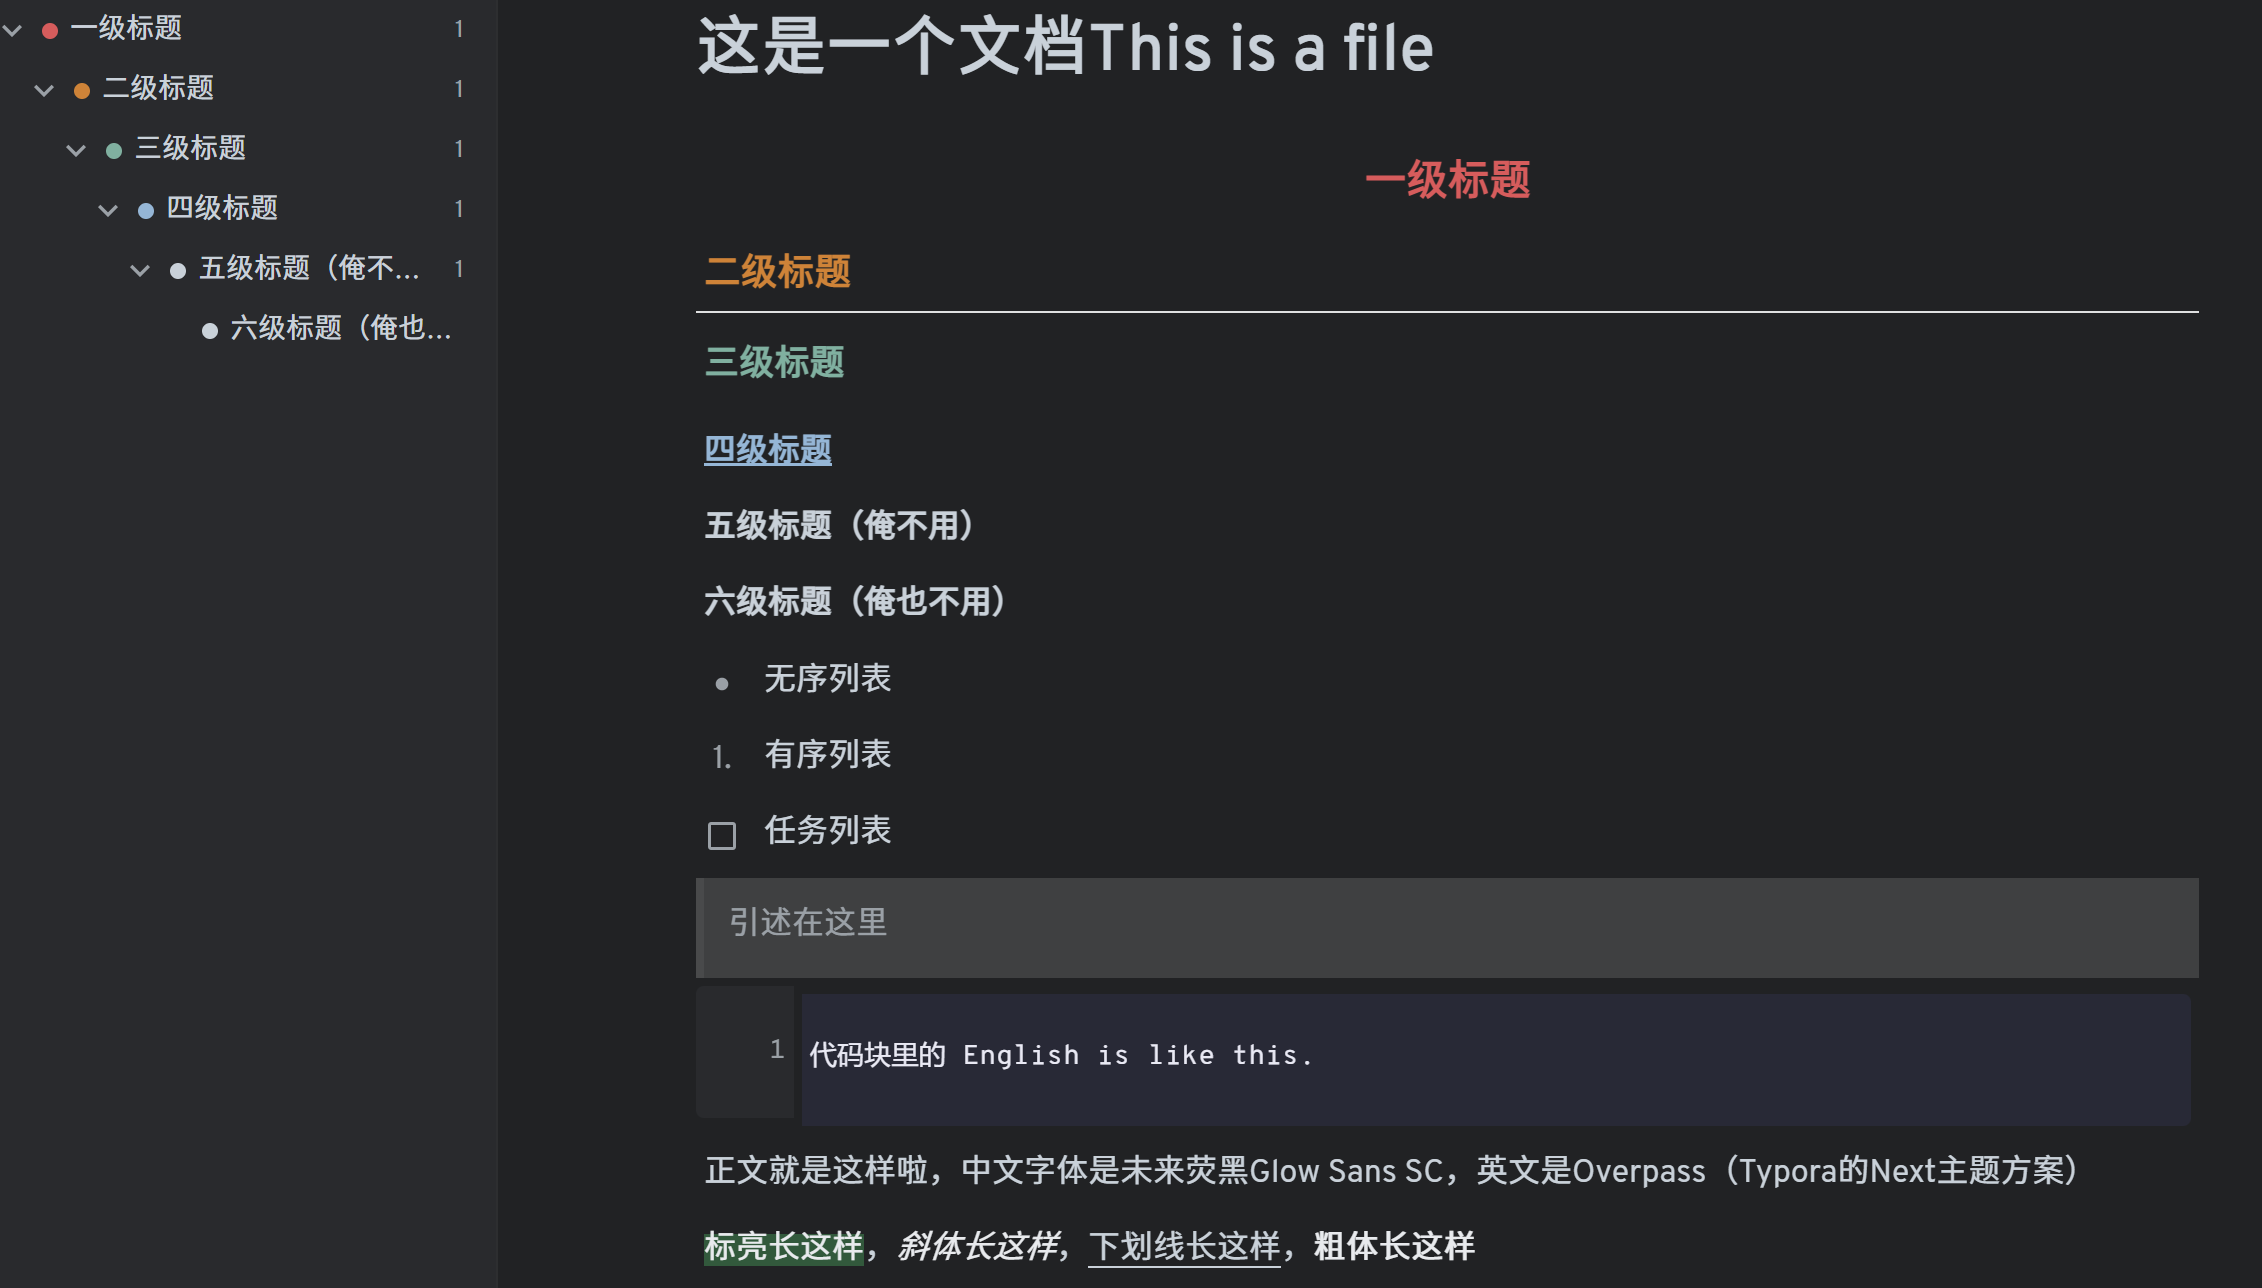 一级标题 1
二级标题 1
三级标题 1
四级标题 1
五级标题（俺不... 1
六级标题（俺也...
这是一个文档This is a file
一级标题
二级标题
三级标题
四级标题
五级标题（俺不用）
六级标题（俺也不用）
无序列表
1. 有序列表
任务列表
引述在这里
1 代码块里的 English is like this.
正文就是这样啦，中文字体是未来荧黑Glow Sans SC，英文是Overpass（Typora的Next主题方案）
标亮长这样，斜体长这样，下划线长这样，粗体长这样